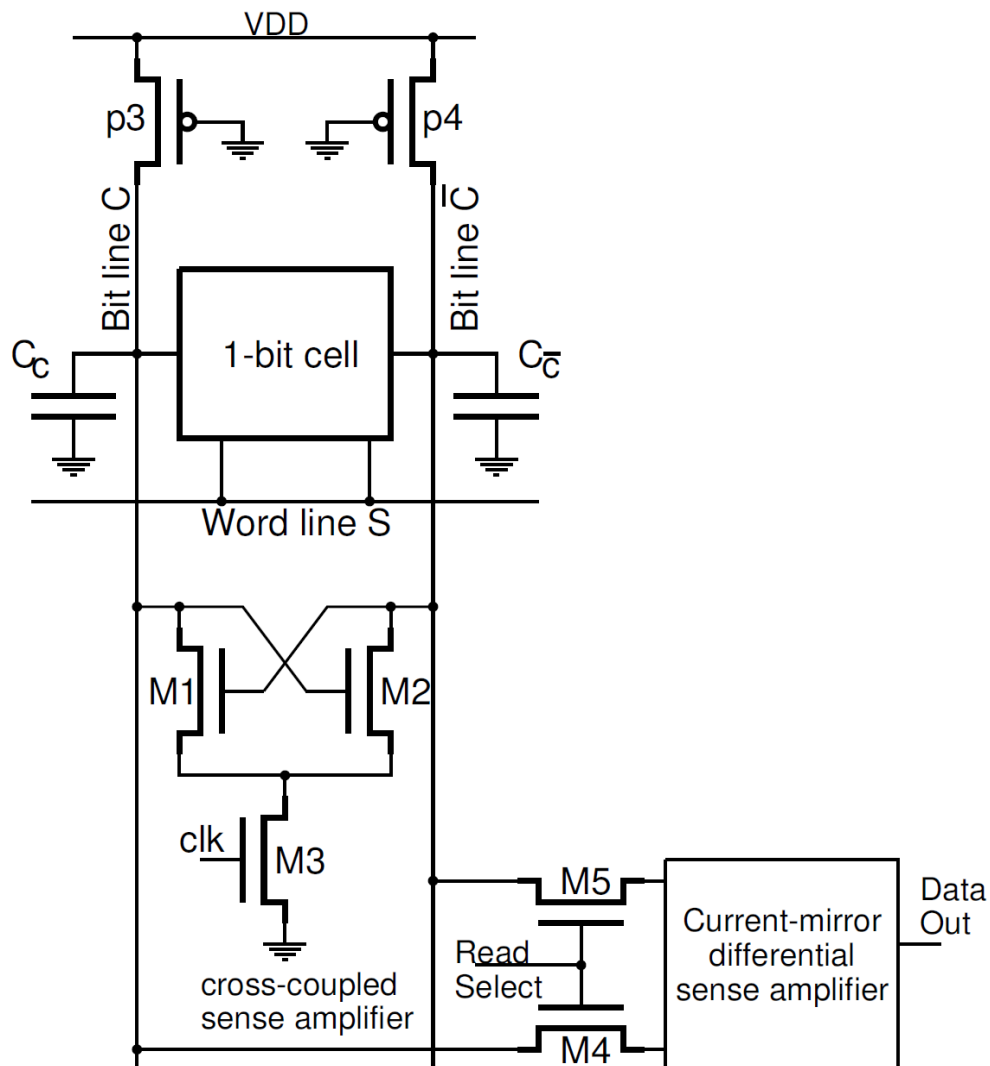 VDD
p3
p4
Bit line C
Bit line C̅
C_C
1-bit cell
C_C̅
Word line S
M1
M2
clk
M3
M5
Data
Out
Current-mirror
differential
sense amplifier
Read
Select
cross-coupled
sense amplifier
M4